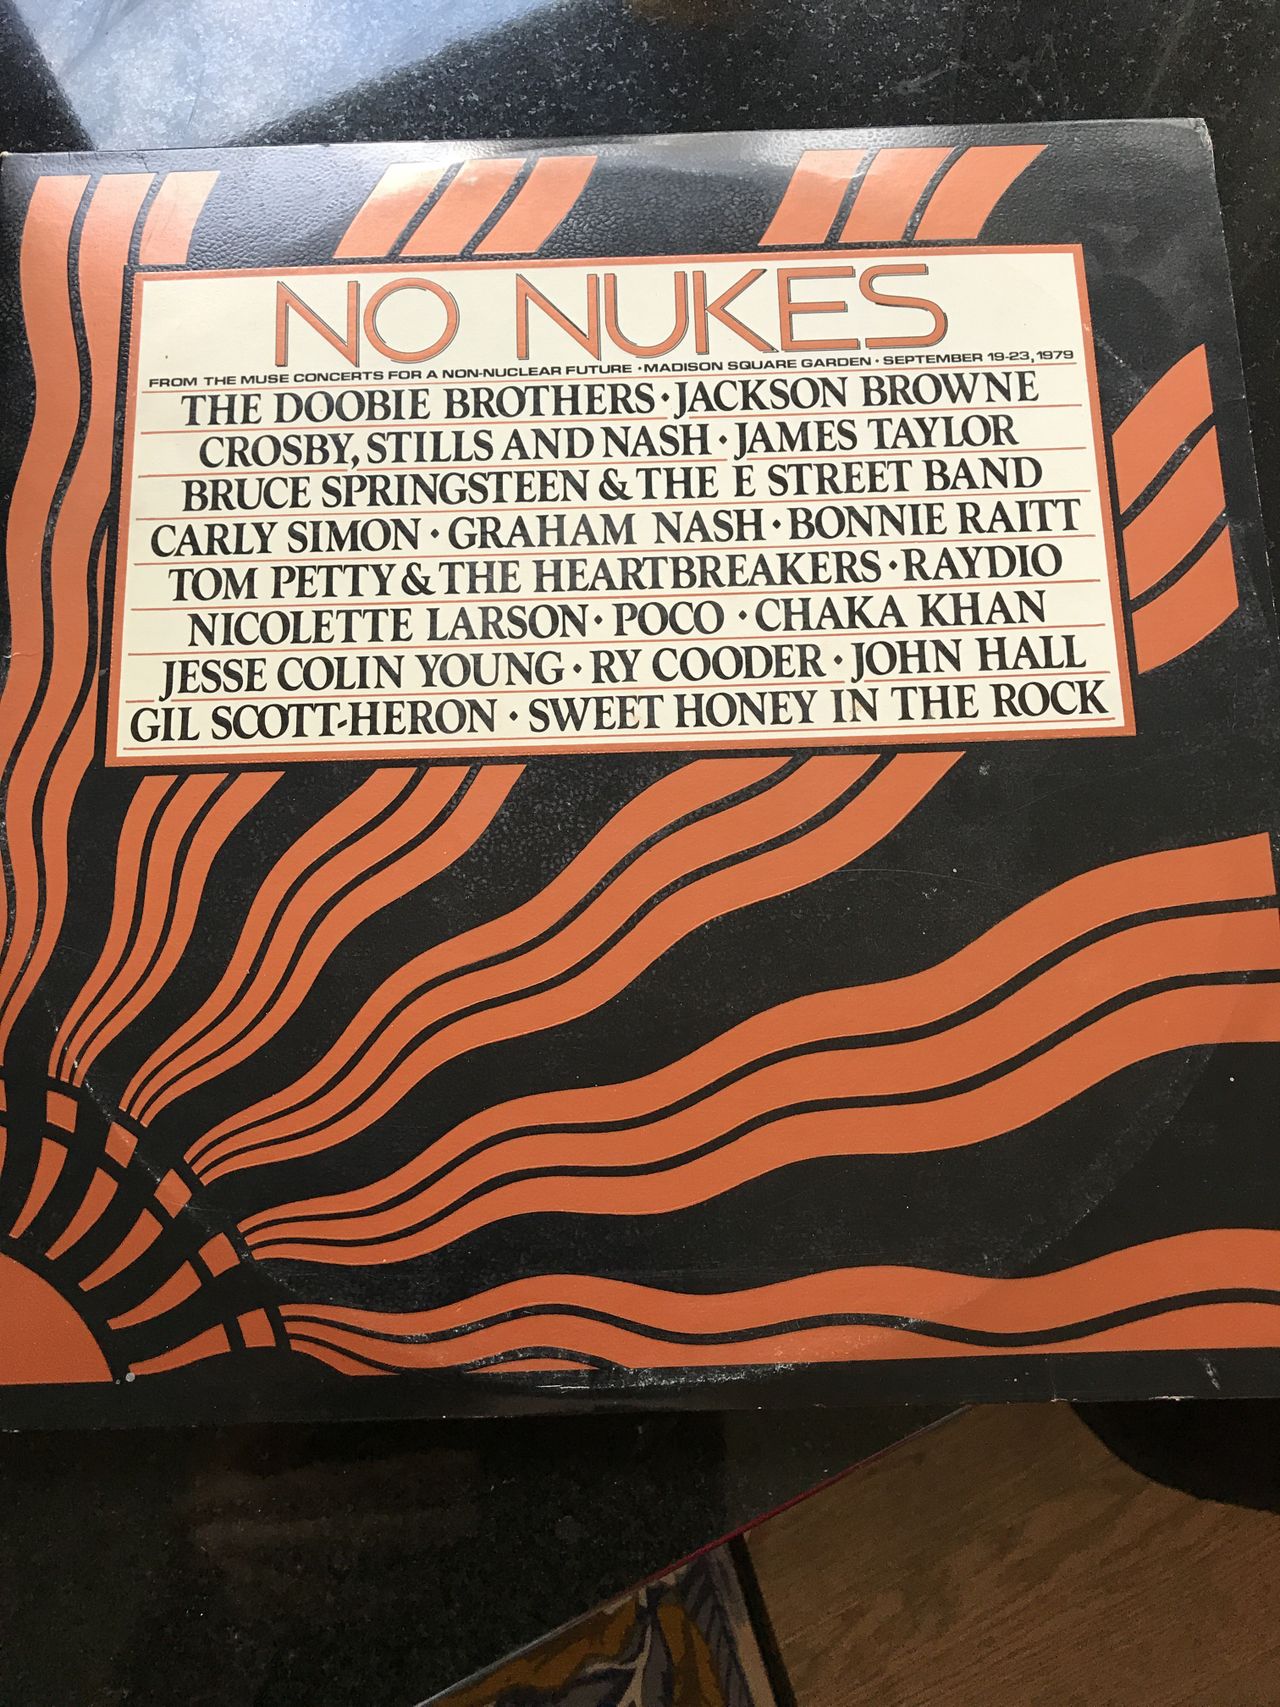 NO NUKES
FROM THE MUSE CONCERTS FOR A NON-NUCLEAR FUTURE • MADISON SQUARE GARDEN • SEPTEMBER 19-23, 1979
THE DOOBIE BROTHERS • JACKSON BROWNE
CROSBY, STILLS AND NASH • JAMES TAYLOR
BRUCE SPRINGSTEEN & THE E STREET BAND
CARLY SIMON • GRAHAM NASH • BONNIE RAITT
TOM PETTY & THE HEARTBREAKERS • RAYDIO
NICOLETTE LARSON • POCO • CHAKA KHAN
JESSE COLIN YOUNG • RY COODER • JOHN HALL
GIL SCOTT-HERON • SWEET HONEY IN THE ROCK